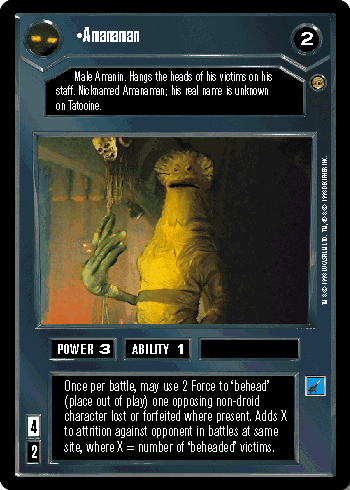 •Amanaman
2
Male Amanin. Hangs the heads of his victims on his
staff. Nicknamed Amanaman; his real name is unknown
on Tatooine.
POWER 3
ABILITY 1
Once per battle, may use 2 Force to 'behead'
(place out of play) one opposing non-droid
character lost or forfeited where present. Adds X
to attrition against opponent in battles at same
site, where X = number of 'beheaded' victims.
4
2